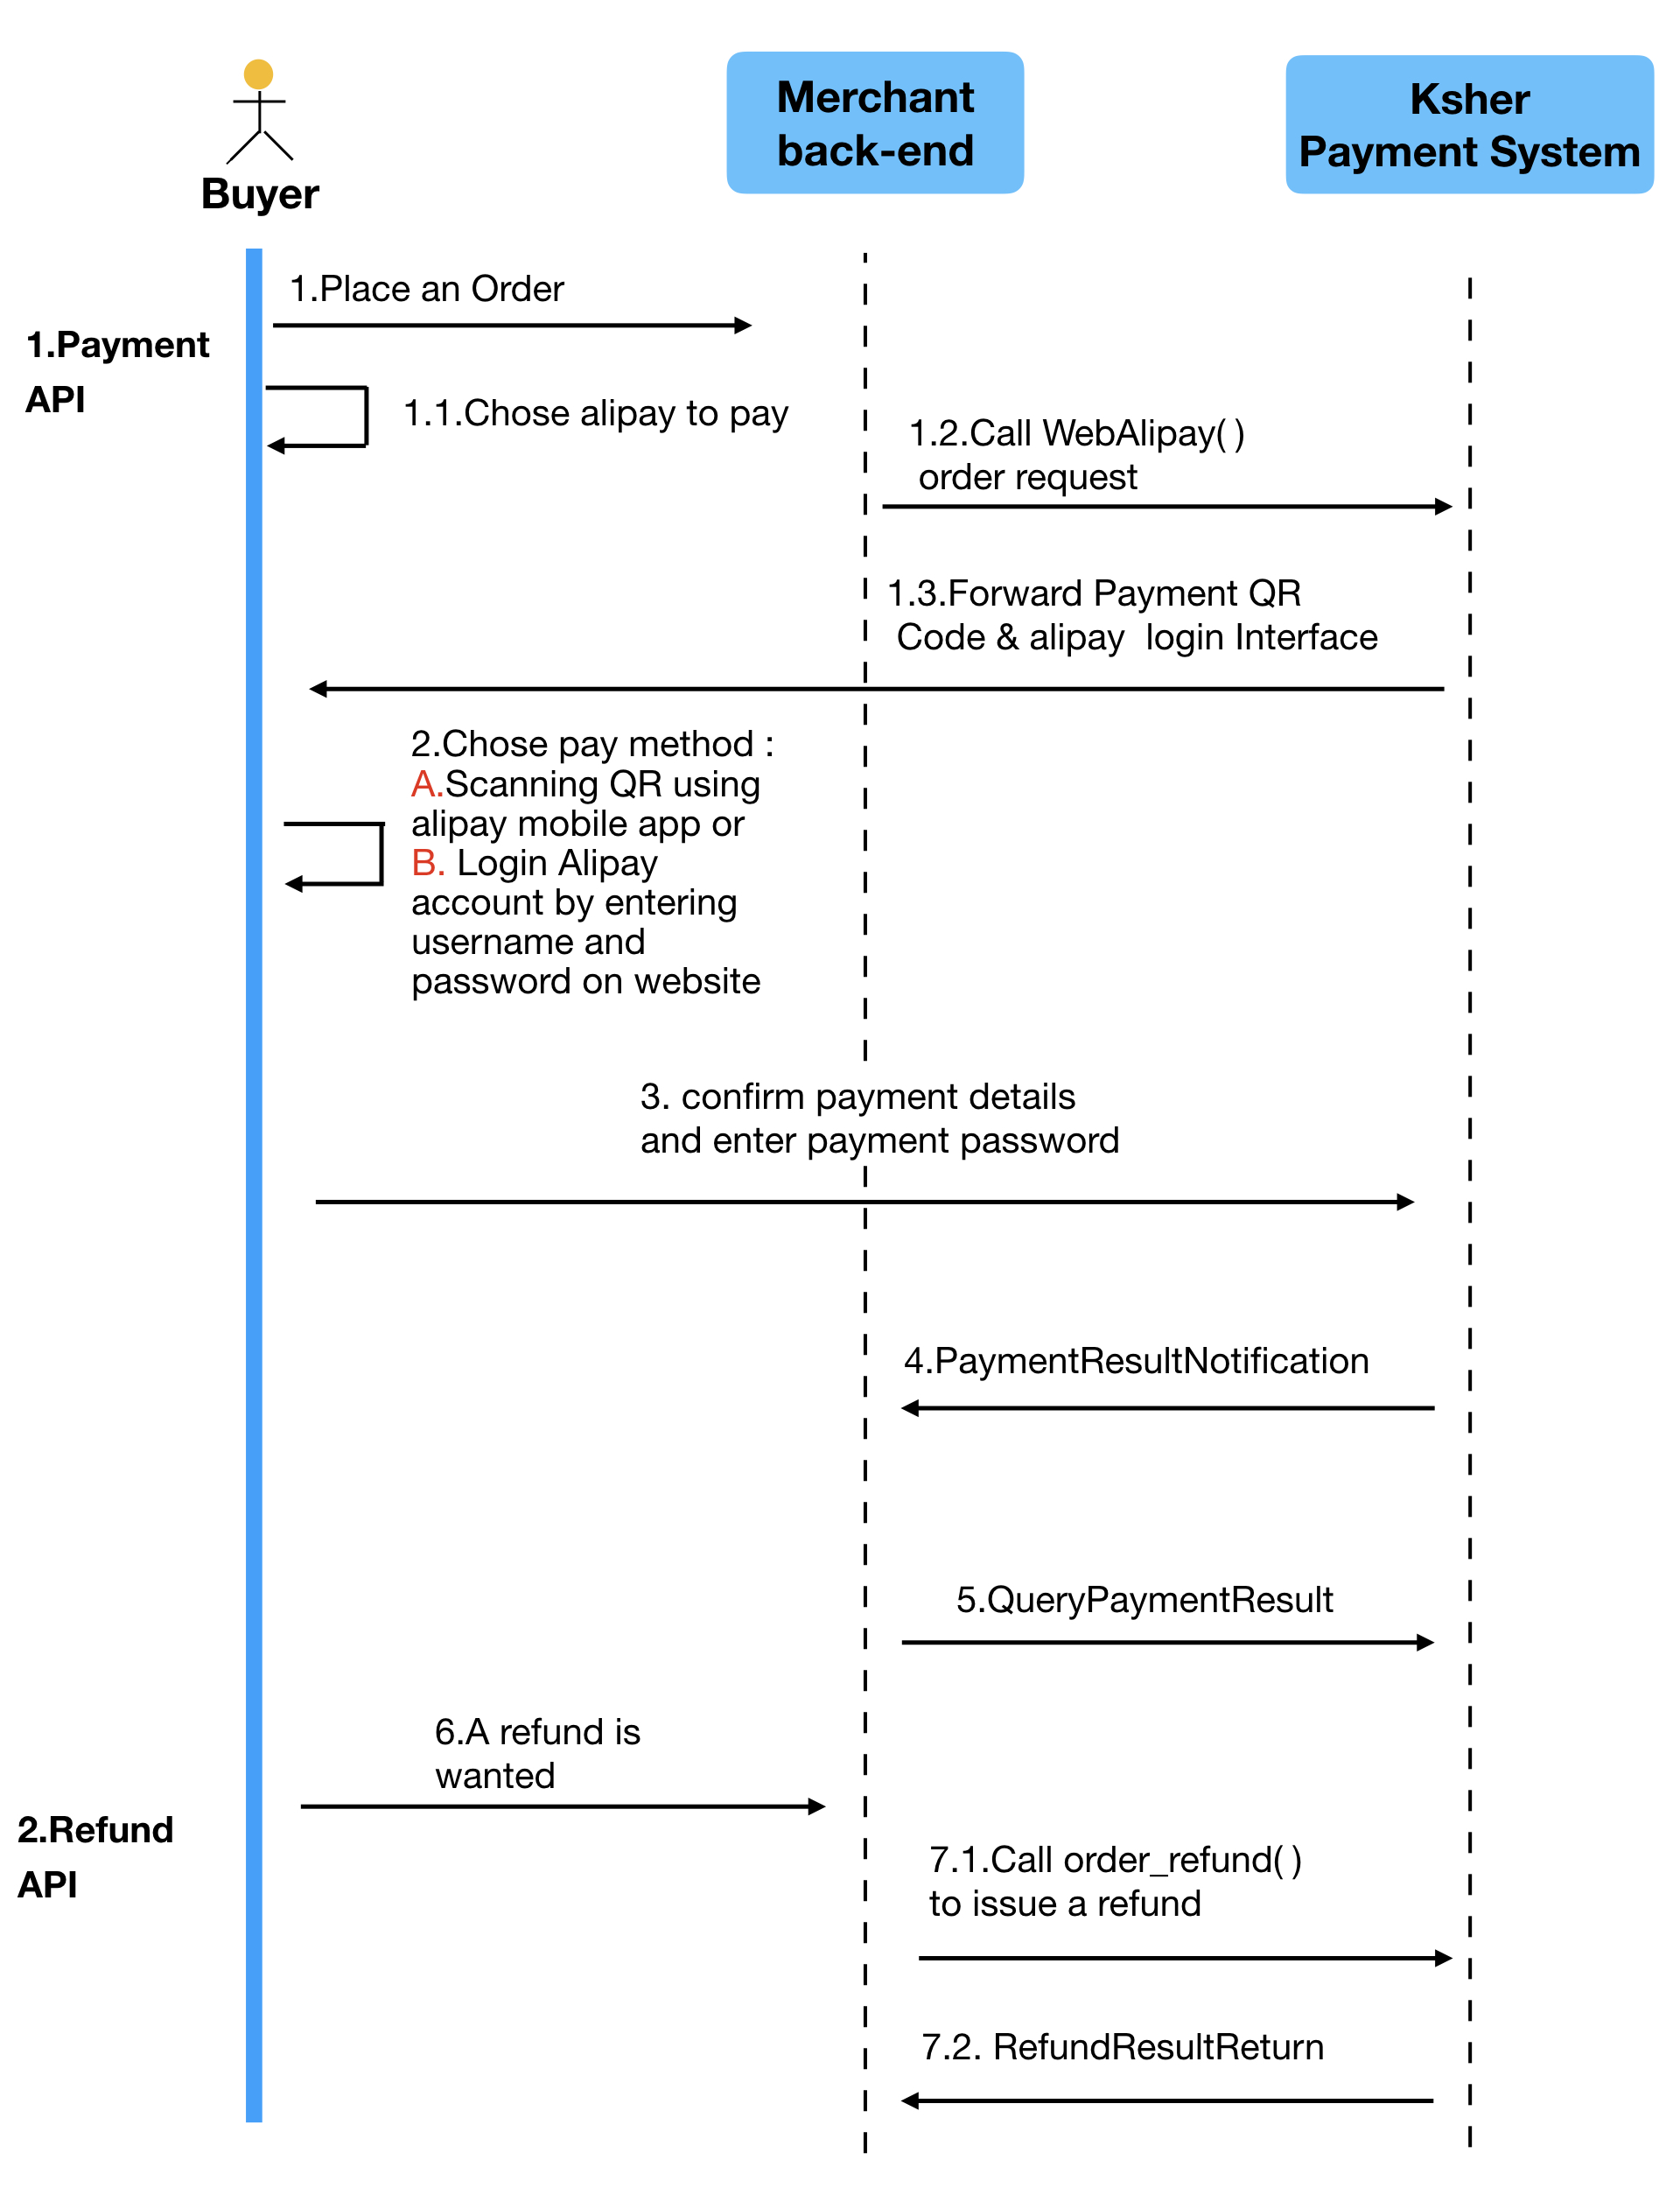 Buyer
Merchant
back-end
Ksher
Payment System
1.Payment
API
1.Place an Order
1.1.Chose alipay to pay
1.2.Call WebAlipay( )
order request
1.3.Forward Payment QR
Code & alipay  login Interface
2.Chose pay method :
A.Scanning QR using
alipay mobile app or
B. Login Alipay
account by entering
username and
password on website
3. confirm payment details
and enter payment password
4.PaymentResultNotification
5.QueryPaymentResult
6.A refund is
wanted
2.Refund
API
7.1.Call order_refund( )
to issue a refund
7.2. RefundResultReturn